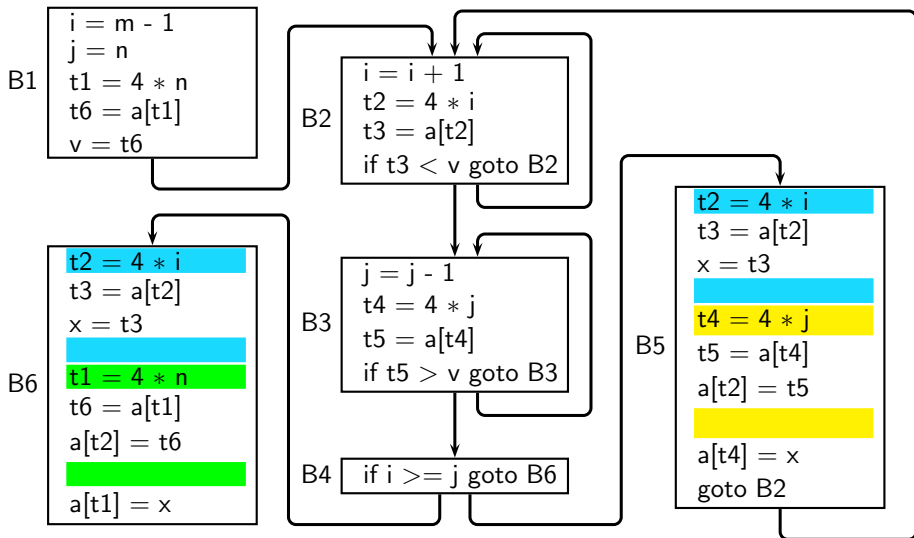 B1
i = m - 1
j = n
t1 = 4 * n
t6 = a[t1]
v = t6
B2
i = i + 1
t2 = 4 * i
t3 = a[t2]
if t3 < v goto B2
B3
j = j - 1
t4 = 4 * j
t5 = a[t4]
if t5 > v goto B3
B4
if i >= j goto B6
B5
t2 = 4 * i
t3 = a[t2]
x = t3
t4 = 4 * j
t5 = a[t4]
a[t2] = t5
a[t4] = x
goto B2
B6
t2 = 4 * i
t3 = a[t2]
x = t3
t1 = 4 * n
t6 = a[t1]
a[t2] = t6
a[t1] = x